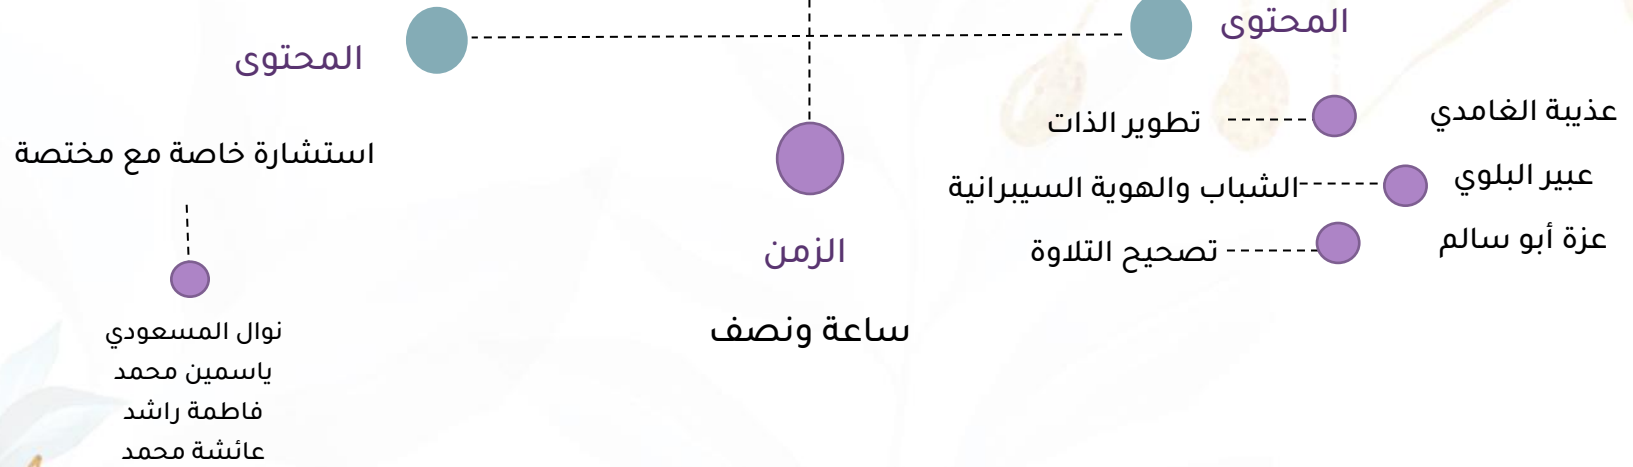 المحتوى
عذيبة الغامدي
تطوير الذات
عبير البلوي
الشباب والهوية السيبرانية
عزة أبو سالم
تصحيح التلاوة
الزمن
ساعة ونصف
المحتوى
استشارة خاصة مع مختصة
نوال المسعودي
ياسمين محمد
فاطمة راشد
عائشة محمد